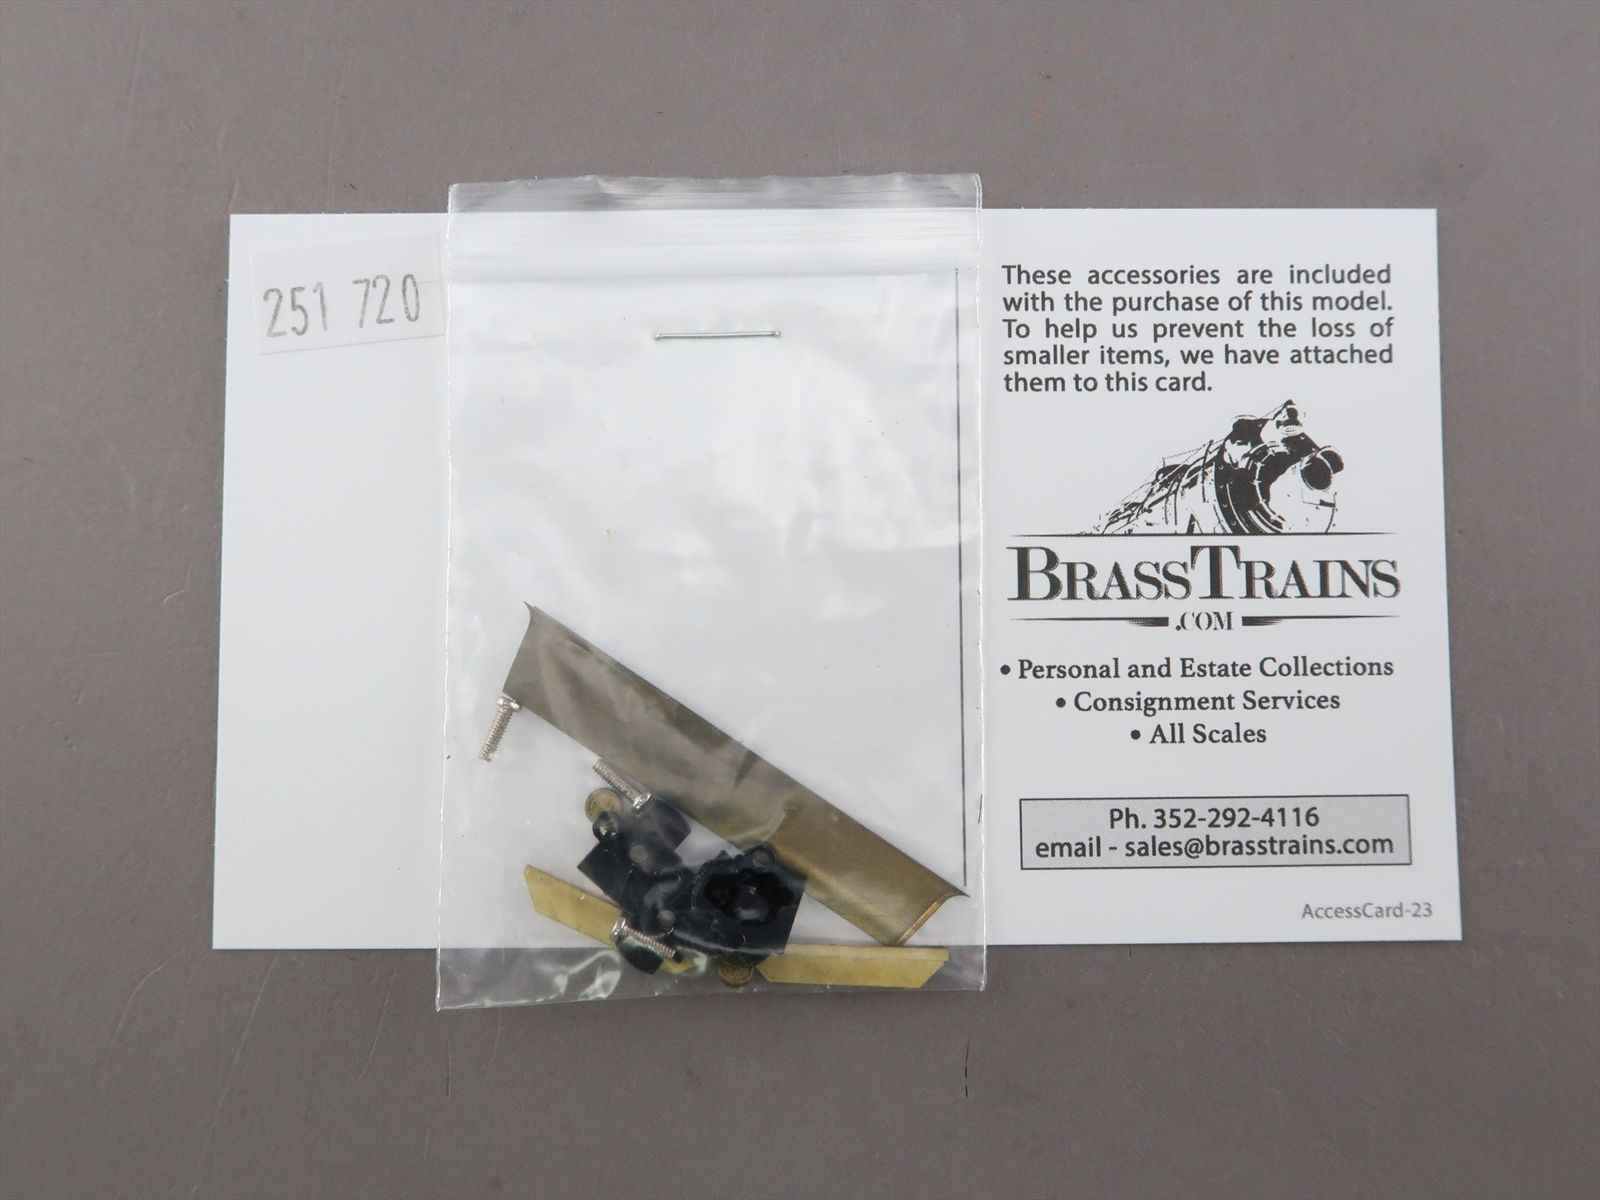 251 720
These accessories are included
with the purchase of this model.
To help us prevent the loss of
smaller items, we have attached
them to this card.
BRASSTRAINS
.COM
• Personal and Estate Collections
• Consignment Services
• All Scales
Ph. 352-292-4116
email - sales@brasstrains.com
AccessCard-23